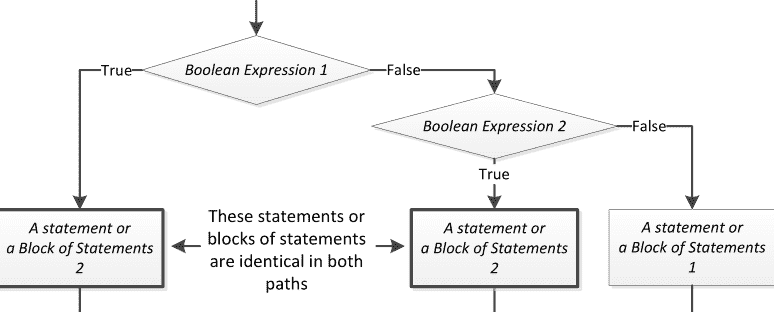 Boolean Expression 1
True
False
Boolean Expression 2
False
True
A statement or
a Block of Statements
2
These statements or
blocks of statements
are identical in both
paths
A statement or
a Block of Statements
2
A statement or
a Block of Statements
1